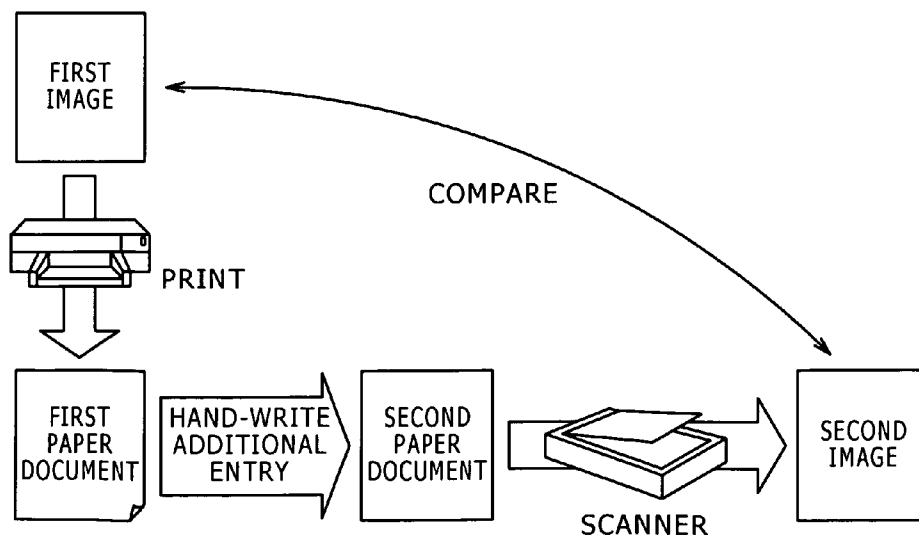 FIRST
IMAGE
COMPARE
PRINT
FIRST
PAPER
DOCUMENT
HAND-WRITE
ADDITIONAL
ENTRY
SECOND
PAPER
DOCUMENT
SCANNER
SECOND
IMAGE